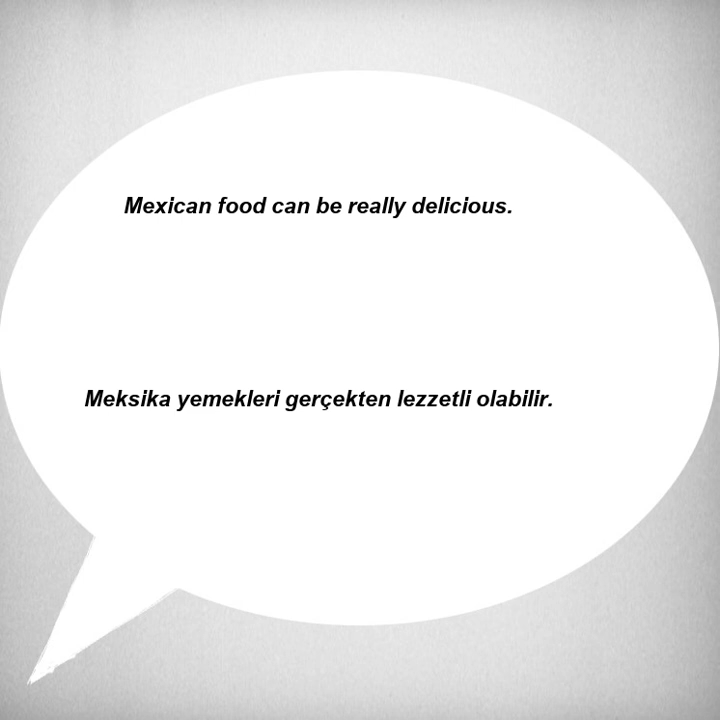 Mexican food can be really delicious.
Meksika yemekleri gerçekten lezzetli olabilir.